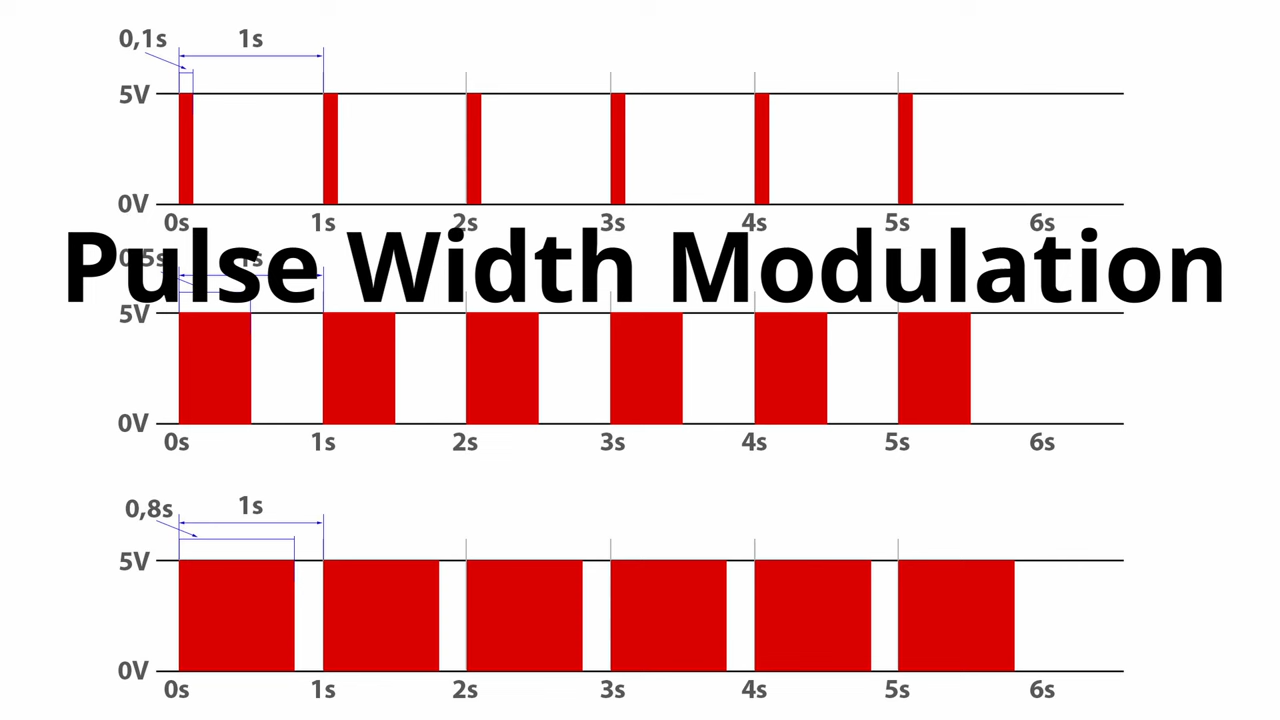 0,1s 1s
5V
0V
0s 1s 2s 3s 4s 5s 6s
Pulse Width Modulation
1s
5V
0V
0s 1s 2s 3s 4s 5s 6s
0,8s 1s
5V
0V
0s 1s 2s 3s 4s 5s 6s